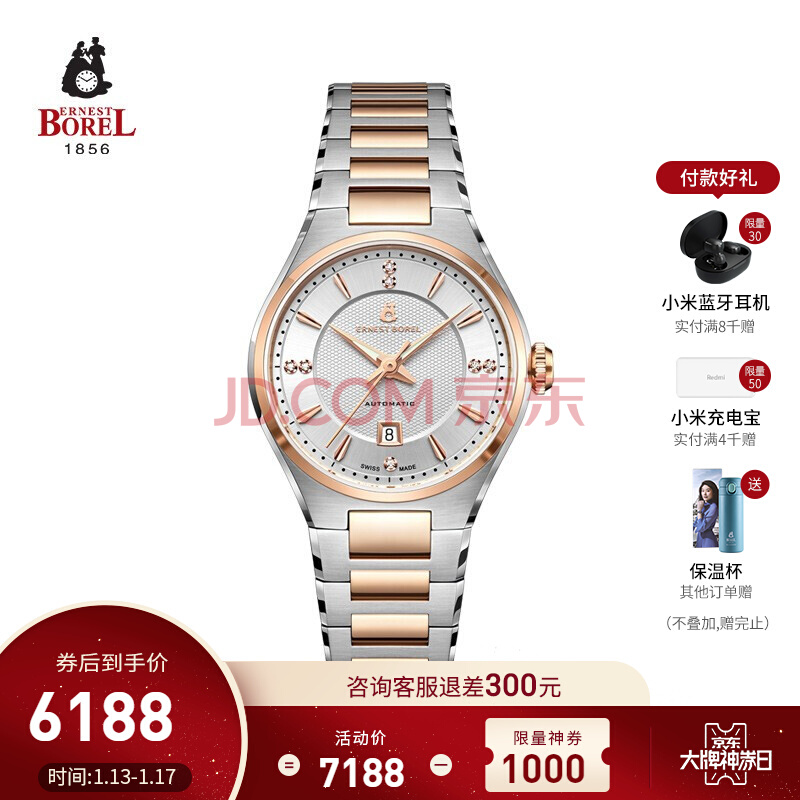 ERNEST
BOREL
1856
付款好礼
限量
30
小米蓝牙耳机
实付满8千赠
Redmi
限量
50
小米充电宝
实付满4千赠
送
保温杯
其他订单赠
(不叠加,赠完止)
ERNEST BOREL
JD.COM 京东
AUTOMATIC
8
SWISS MADE
咨询客服退差300元
券后到手价
6188
时间:1.13-1.17
活动价
= 7188 −
限量神券
1000
京东
大牌神券日